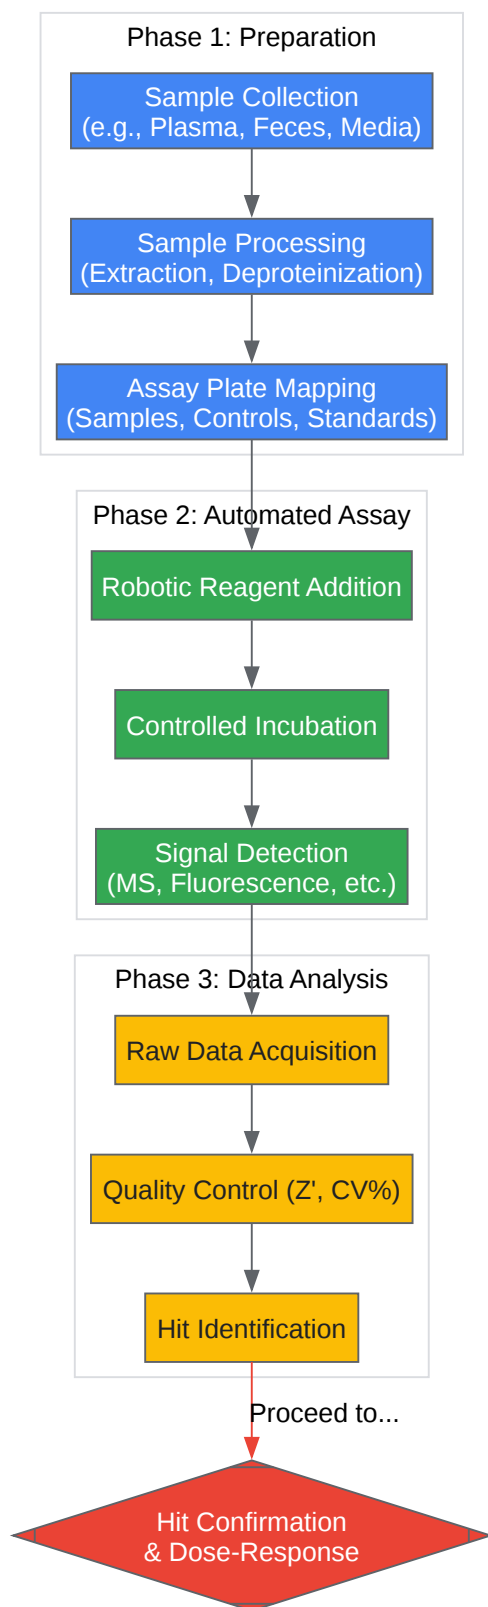 Phase 1: Preparation
Sample Collection
(e.g., Plasma, Feces, Media)
Sample Processing
(Extraction, Deproteinization)
Assay Plate Mapping
(Samples, Controls, Standards)
Phase 2: Automated Assay
Robotic Reagent Addition
Controlled Incubation
Signal Detection
(MS, Fluorescence, etc.)
Phase 3: Data Analysis
Raw Data Acquisition
Quality Control (Z', CV%)
Hit Identification
Proceed to...
Hit Confirmation
& Dose-Response